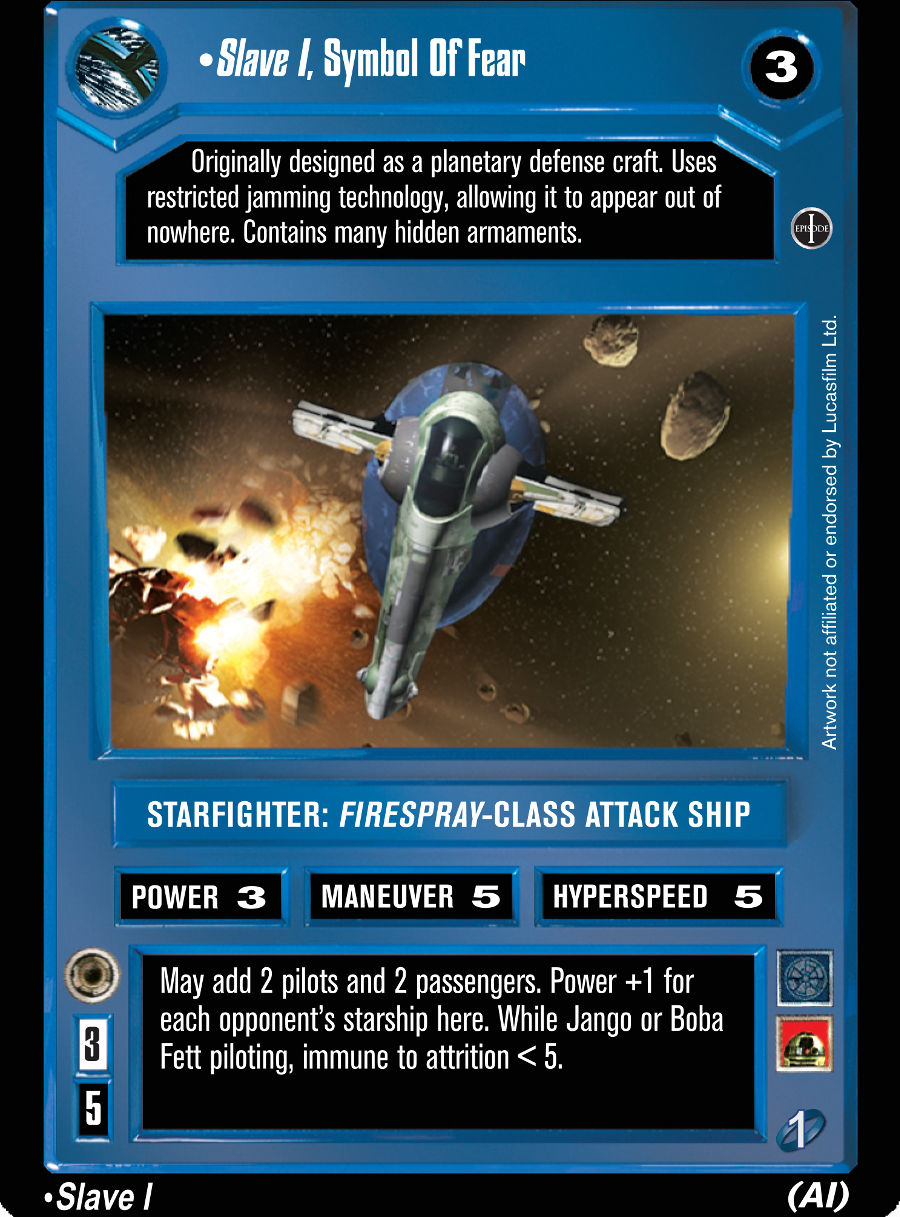 •Slave I, Symbol Of Fear
3
Originally designed as a planetary defense craft. Uses
restricted jamming technology, allowing it to appear out of
nowhere. Contains many hidden armaments.
EPISODE
I
Artwork not affiliated or endorsed by Lucasfilm Ltd.
STARFIGHTER: FIRESPRAY-CLASS ATTACK SHIP
POWER 3 MANEUVER 5 HYPERSPEED 5
May add 2 pilots and 2 passengers. Power +1 for
each opponent's starship here. While Jango or Boba
Fett piloting, immune to attrition < 5.
3
5
1
•Slave I (AI)